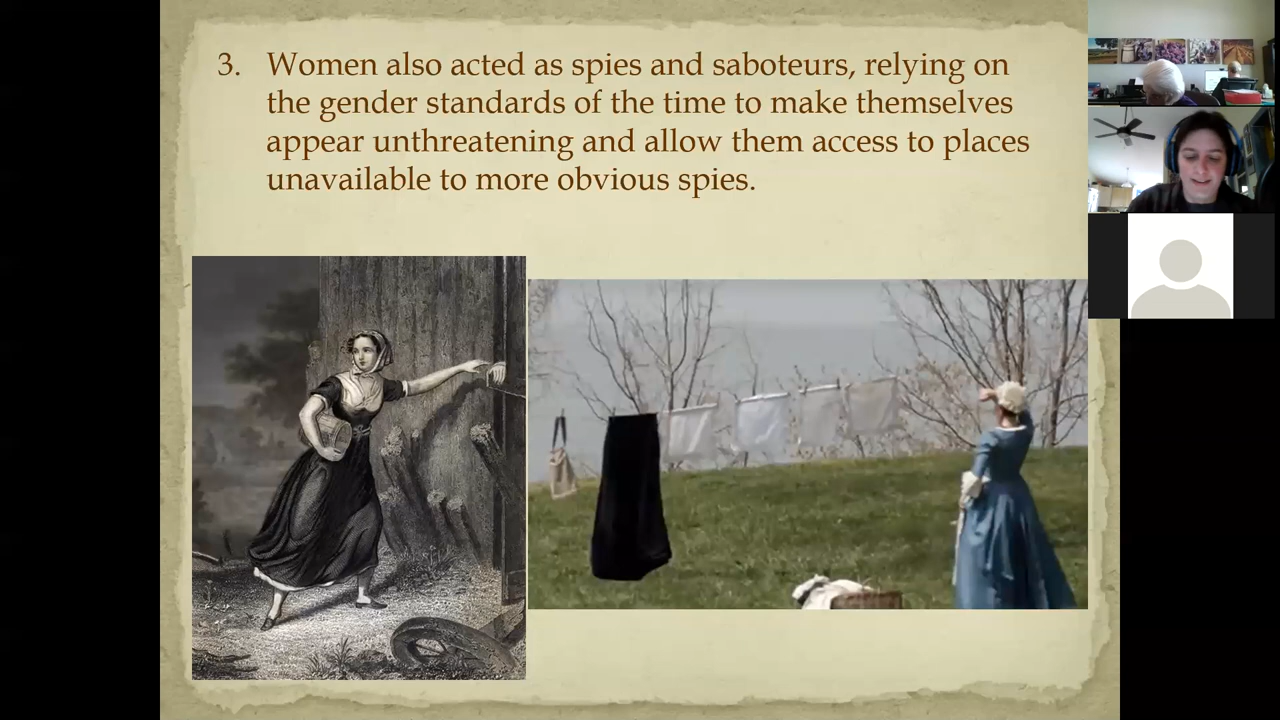 3. Women also acted as spies and saboteurs, relying on
the gender standards of the time to make themselves
appear unthreatening and allow them access to places
unavailable to more obvious spies.